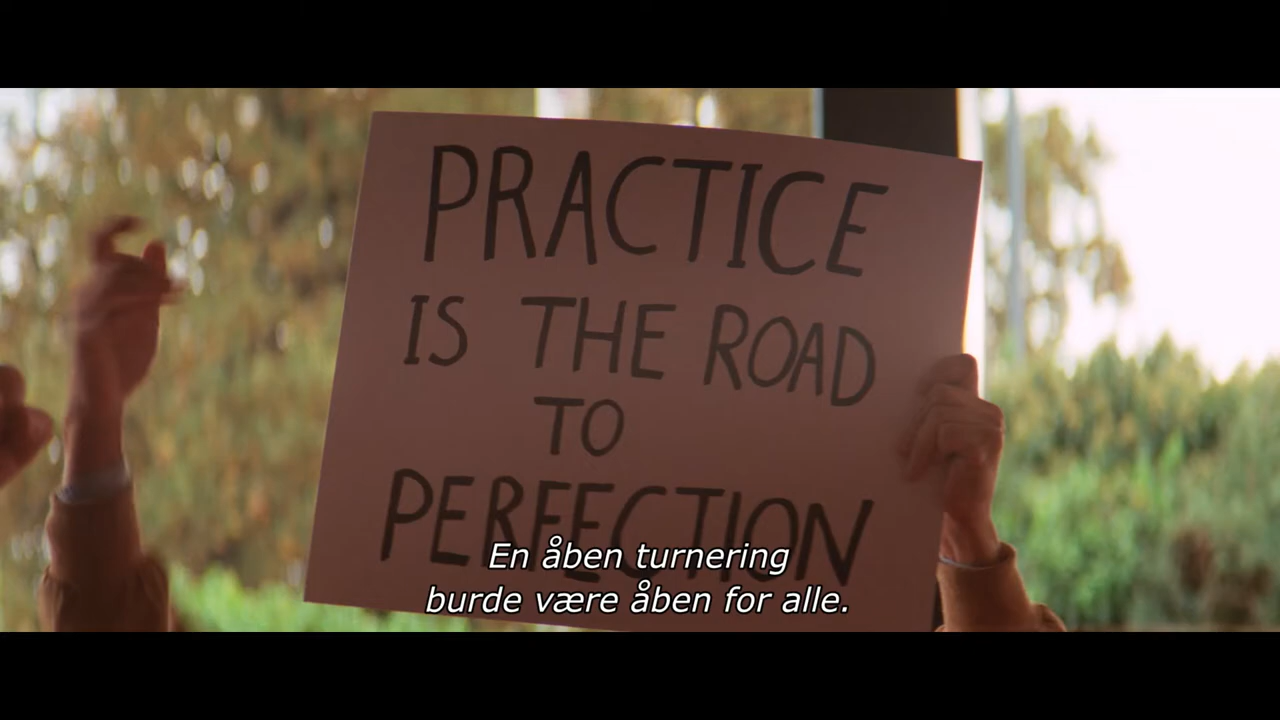 PRACTICE
IS THE ROAD
TO
PERFECTION
En åben turnering
burde være åben for alle.